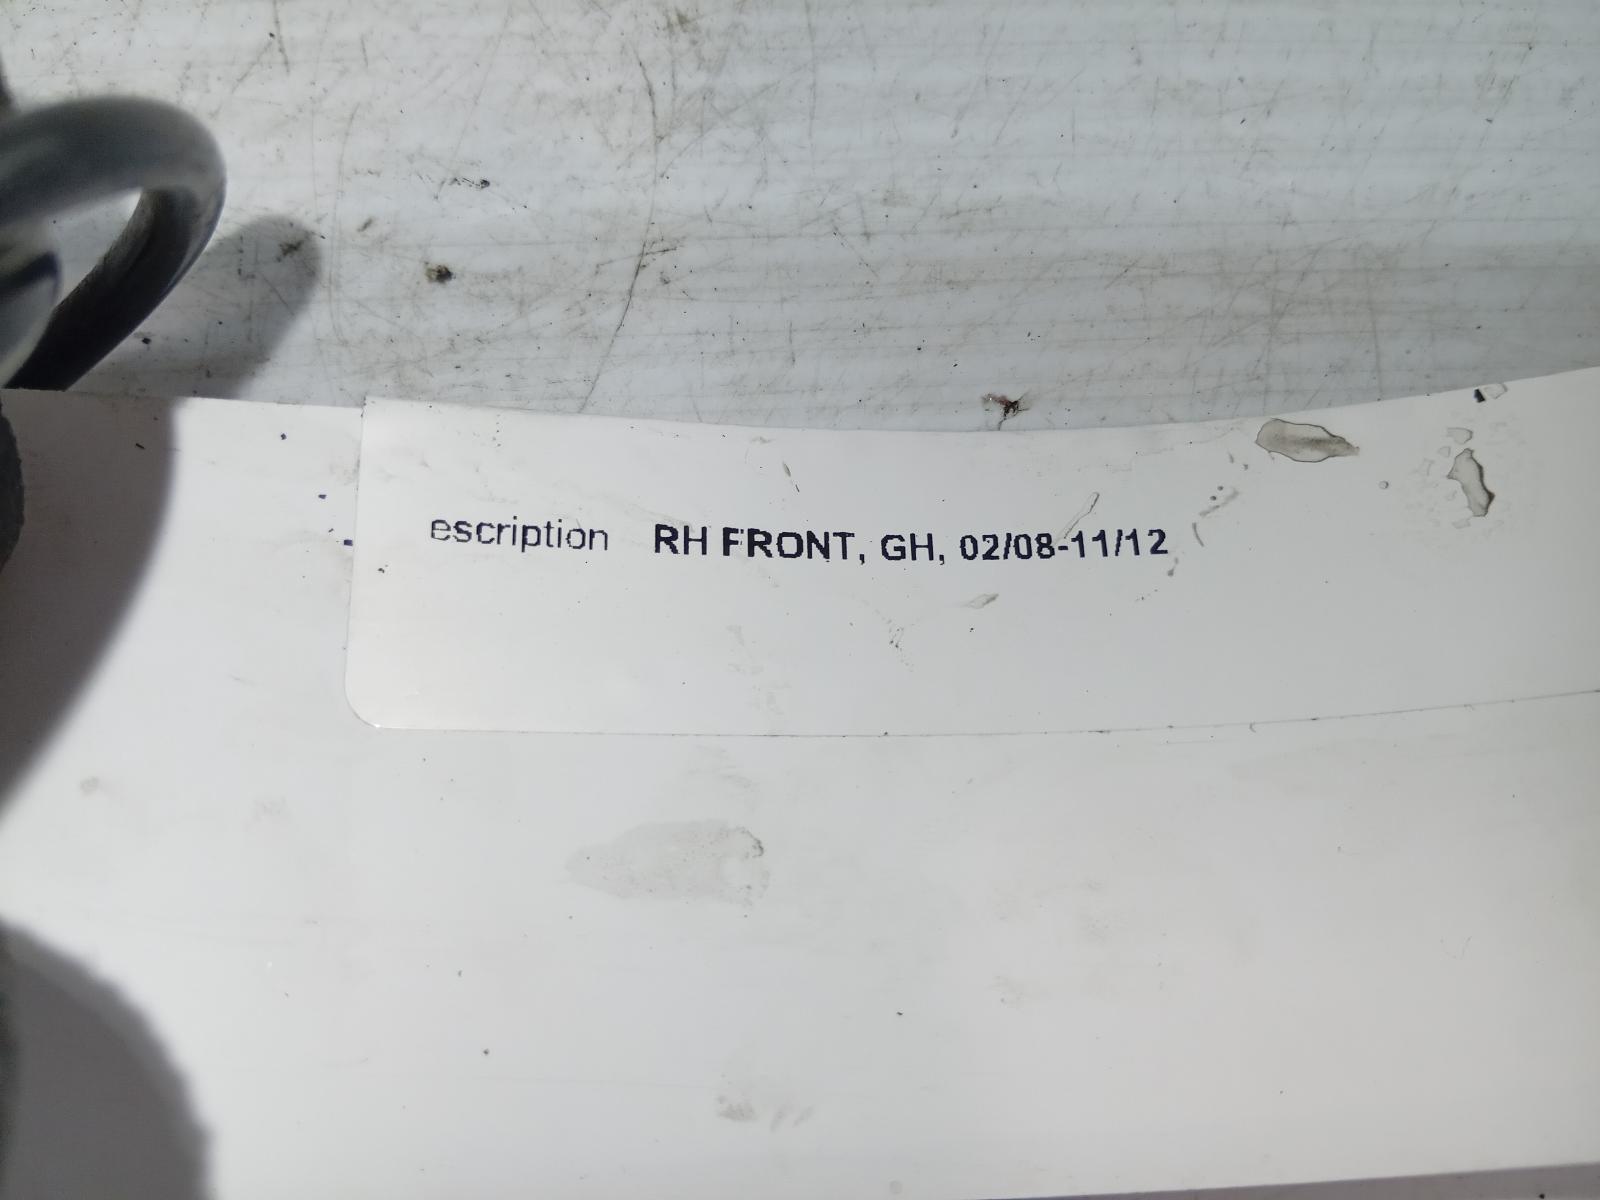 escription RH FRONT, GH, 02/08-11/12